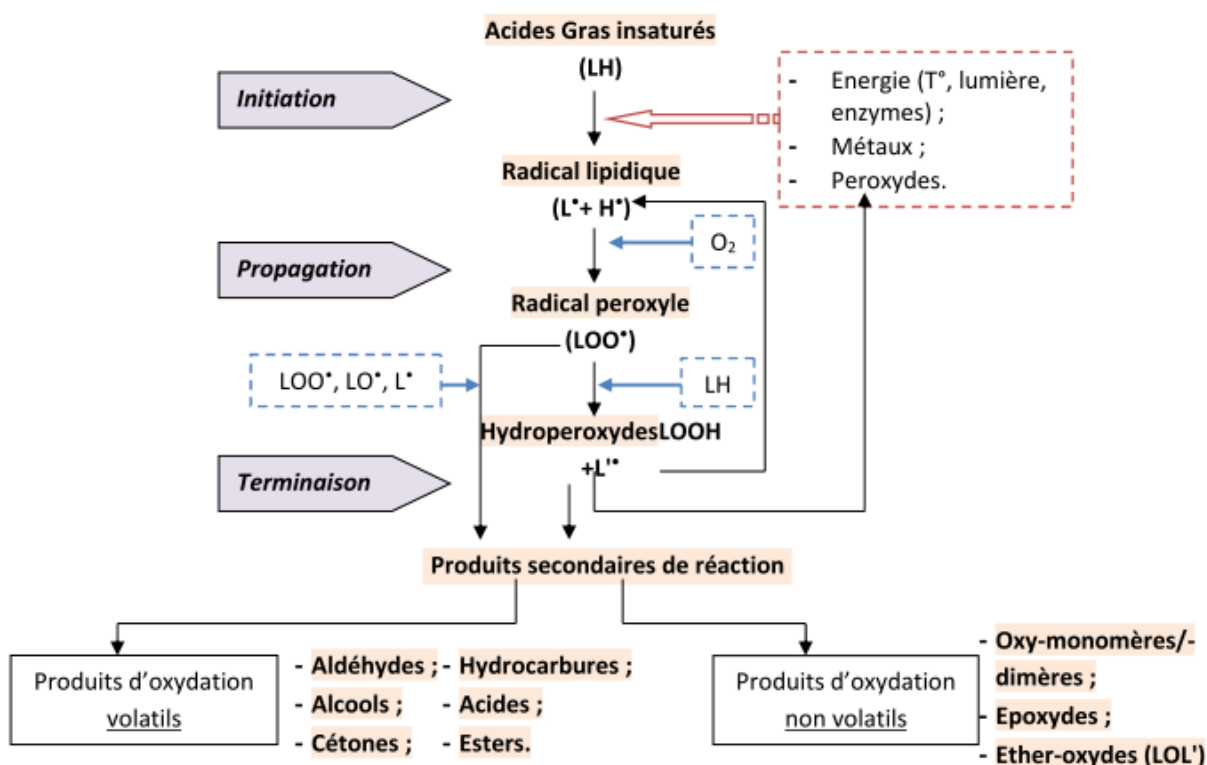 Acides Gras insaturés
(LH)
Initiation
- Energie (T°, lumière,
enzymes) ;
- Métaux ;
- Peroxydes.
Radical lipidique
(L•+ H•)
O₂
Propagation
Radical peroxyle
(LOO•)
LOO•, LO•, L•
LH
HydroperoxydesLOOH
+L'•
Terminaison
Produits secondaires de réaction
Produits d'oxydation
volatils
- Aldéhydes ; - Hydrocarbures ;
- Alcools ; - Acides ;
- Cétones ; - Esters.
Produits d'oxydation
non volatils
- Oxy-monomères/-
dimères ;
- Epoxydes ;
- Ether-oxydes (LOL')